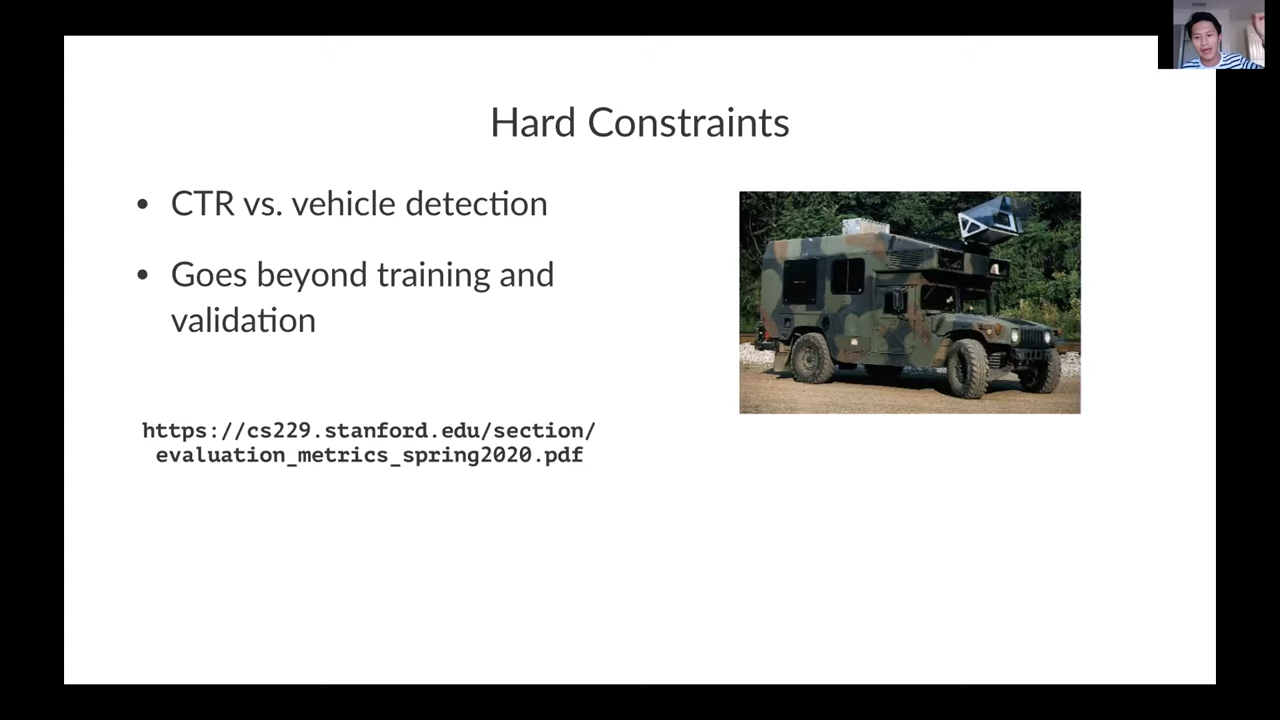 Hard Constraints
• CTR vs. vehicle detection
• Goes beyond training and
validation
https://cs229.stanford.edu/section/
evaluation_metrics_spring2020.pdf